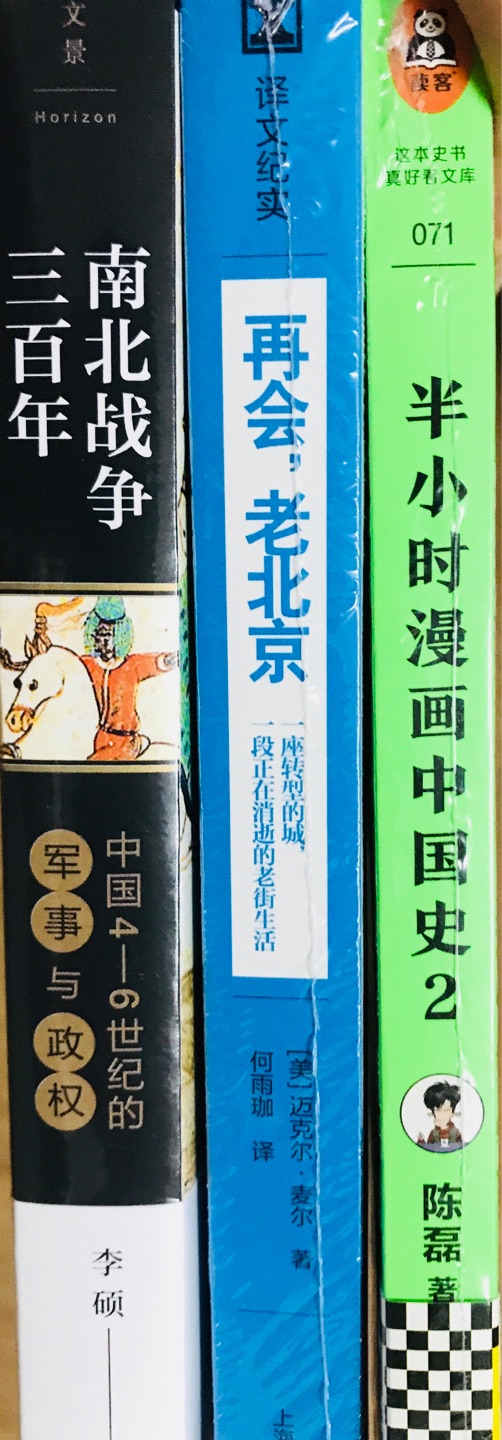 文景
Horizon
南北战争
三百年
中国4—6世纪的
军事与政权
李硕
译文纪实
再会，老北京
一座转型的城，
一段正在消逝的老街生活
[美]迈克尔·麦尔 著
何雨珈 译
上海
读客
这本史书
真好看文库
071
半小时漫画中国史2
陈磊 著